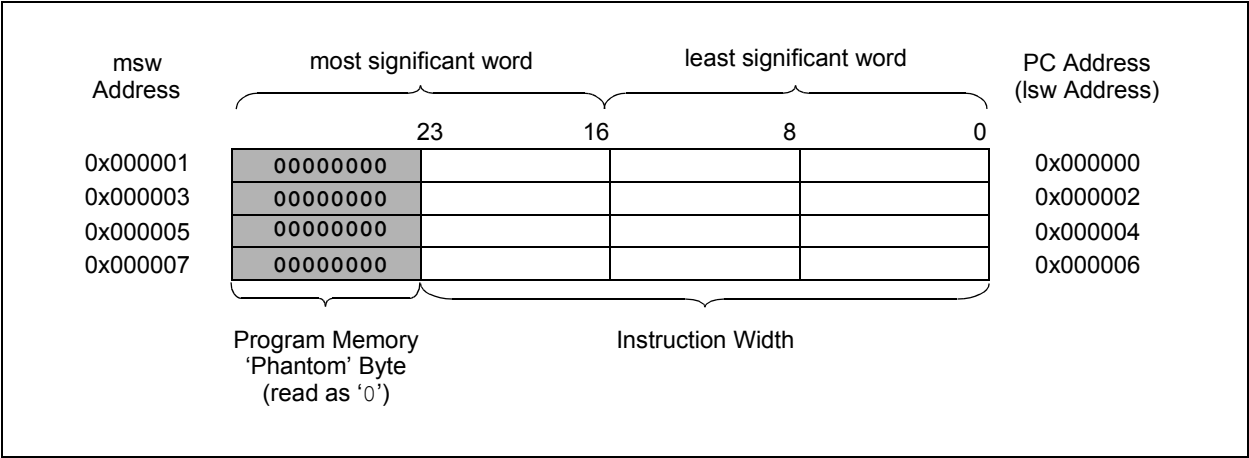 msw
Address
most significant word
least significant word
PC Address
(lsw Address)
23 16 8 0
0x000001 00000000 0x000000
0x000003 00000000 0x000002
0x000005 00000000 0x000004
0x000007 00000000 0x000006
Program Memory
‘Phantom’ Byte
(read as ‘0’)
Instruction Width